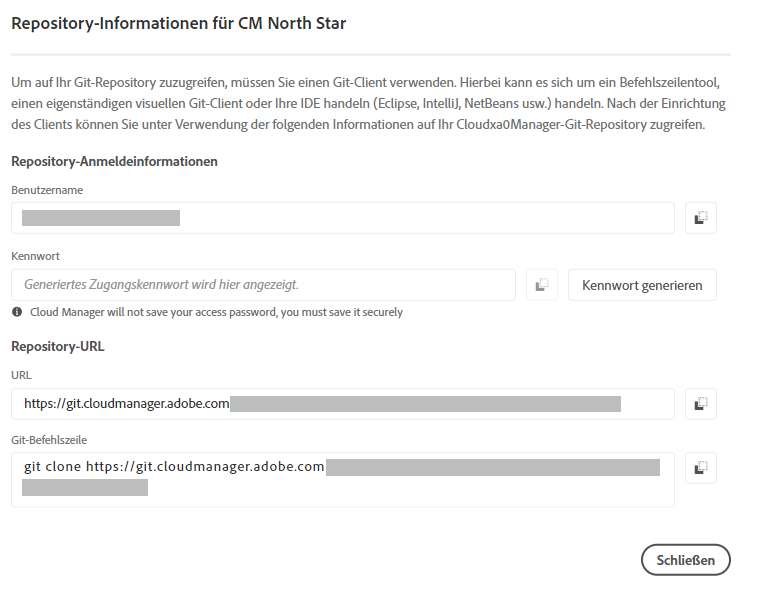 Repository-Informationen für CM North Star
Um auf Ihr Git-Repository zuzugreifen, müssen Sie einen Git-Client verwenden. Hierbei kann es sich um ein Befehlszeilentool,
einen eigenständigen visuellen Git-Client oder Ihre IDE handeln (Eclipse, IntelliJ, NetBeans usw.) handeln. Nach der Einrichtung
des Clients können Sie unter Verwendung der folgenden Informationen auf Ihr Cloudxa0Manager-Git-Repository zugreifen.
Repository-Anmeldeinformationen
Benutzername
Kennwort
Generiertes Zugangskennwort wird hier angezeigt.
Kennwort generieren
Cloud Manager will not save your access password, you must save it securely
Repository-URL
URL
https://git.cloudmanager.adobe.com
Git-Befehlszeile
git clone https://git.cloudmanager.adobe.com
Schließen